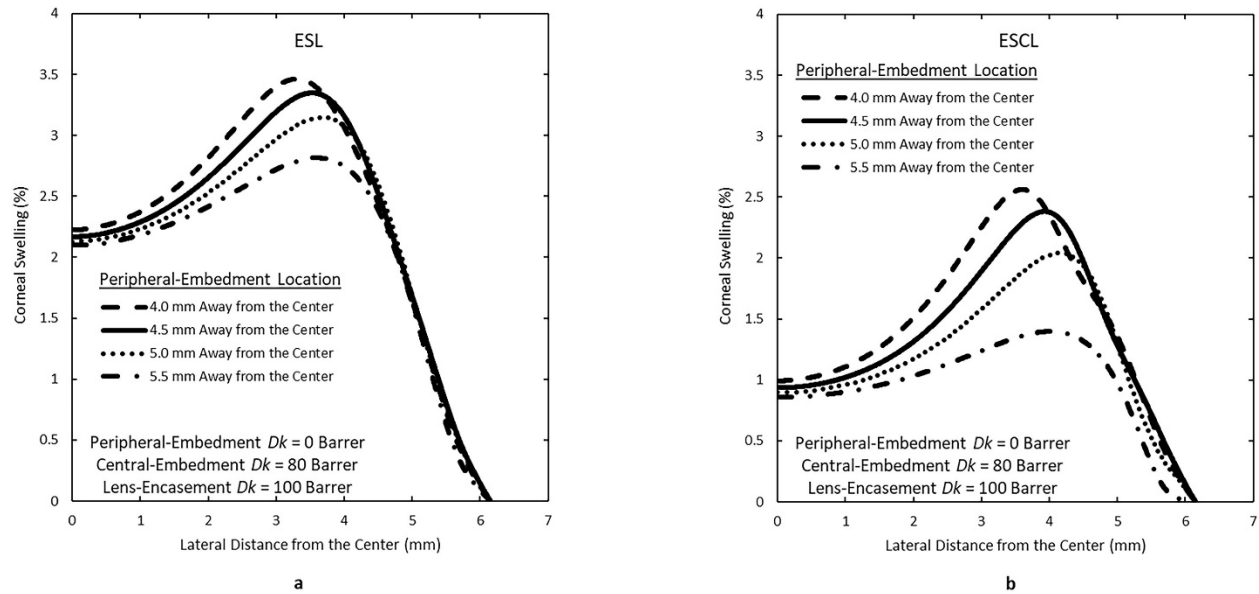 ESL
Corneal Swelling (%)
4
3.5
3
2.5
2
1.5
1
0.5
0
Peripheral-Embedment Location
4.0 mm Away from the Center
4.5 mm Away from the Center
5.0 mm Away from the Center
5.5 mm Away from the Center
Peripheral-Embedment Dk = 0 Barrer
Central-Embedment Dk = 80 Barrer
Lens-Encasement Dk = 100 Barrer
0 1 2 3 4 5 6 7
Lateral Distance from the Center (mm)
a
ESCL
Corneal Swelling (%)
4
3.5
3
2.5
2
1.5
1
0.5
0
Peripheral-Embedment Location
4.0 mm Away from the Center
4.5 mm Away from the Center
5.0 mm Away from the Center
5.5 mm Away from the Center
Peripheral-Embedment Dk = 0 Barrer
Central-Embedment Dk = 80 Barrer
Lens-Encasement Dk = 100 Barrer
0 1 2 3 4 5 6 7
Lateral Distance from the Center (mm)
b